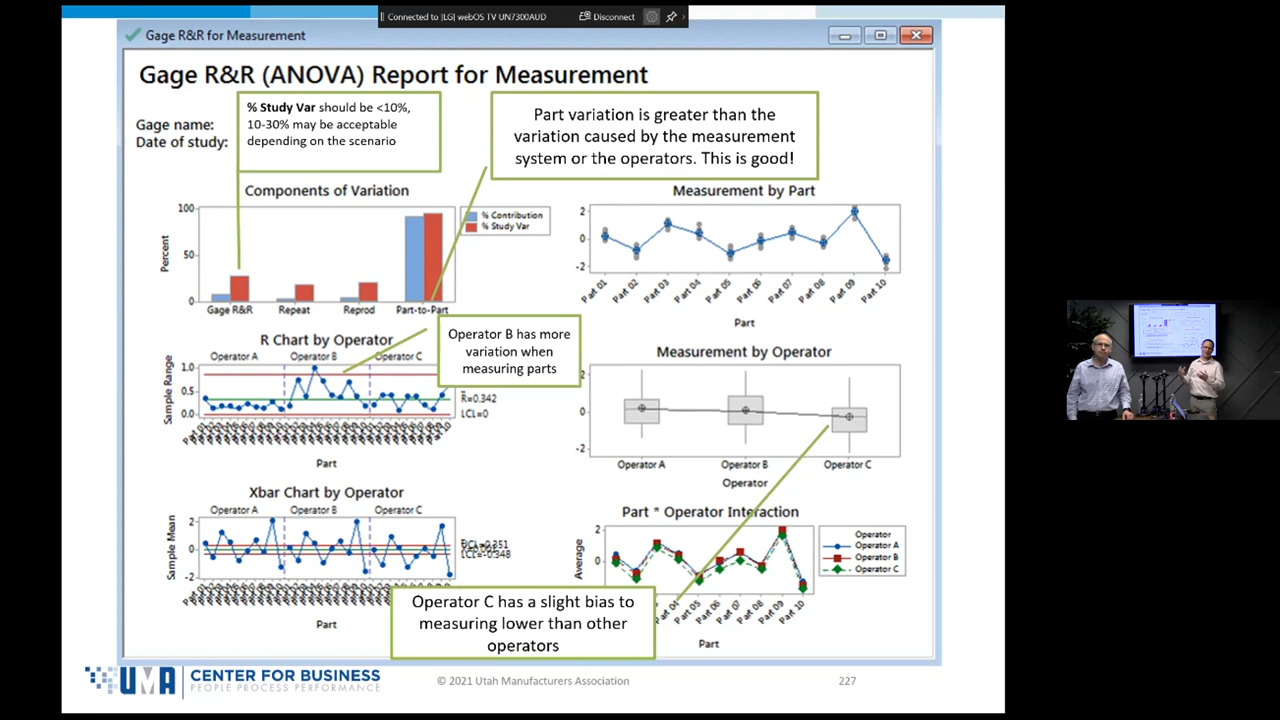 Connected to [LG] webOS TV UN7300AUD
Disconnect
Gage R&R for Measurement
Gage R&R (ANOVA) Report for Measurement
Gage name:
Date of study:
% Study Var should be <10%,
10-30% may be acceptable
depending on the scenario
Part variation is greater than the
variation caused by the measurement
system or the operators. This is good!
Components of Variation
100
50
0
Percent
Gage R&R
Repeat
Reprod
Part-to-Part
% Contribution
% Study Var
Measurement by Part
2
0
-2
Part 01
Part 02
Part 03
Part 04
Part 05
Part 06
Part 07
Part 08
Part 09
Part 10
Part
R Chart by Operator
Operator A
Operator B
Operator C
1.0
0.5
0.0
Sample Range
R=0.342
LCL=0
Part
Operator B has more
variation when
measuring parts
Measurement by Operator
2
0
-2
Operator A
Operator B
Operator C
Operator
Xbar Chart by Operator
Operator A
Operator B
Operator C
2
0
-2
Sample Mean
Part
Part * Operator Interaction
2
0
Average
Part 04
Part 05
Part 06
Part 07
Part 08
Part 09
Part 10
Part
Operator
Operator A
Operator B
Operator C
Operator C has a slight bias to
measuring lower than other
operators
UMA
CENTER FOR BUSINESS
PEOPLE PROCESS PERFORMANCE
© 2021 Utah Manufacturers Association
227